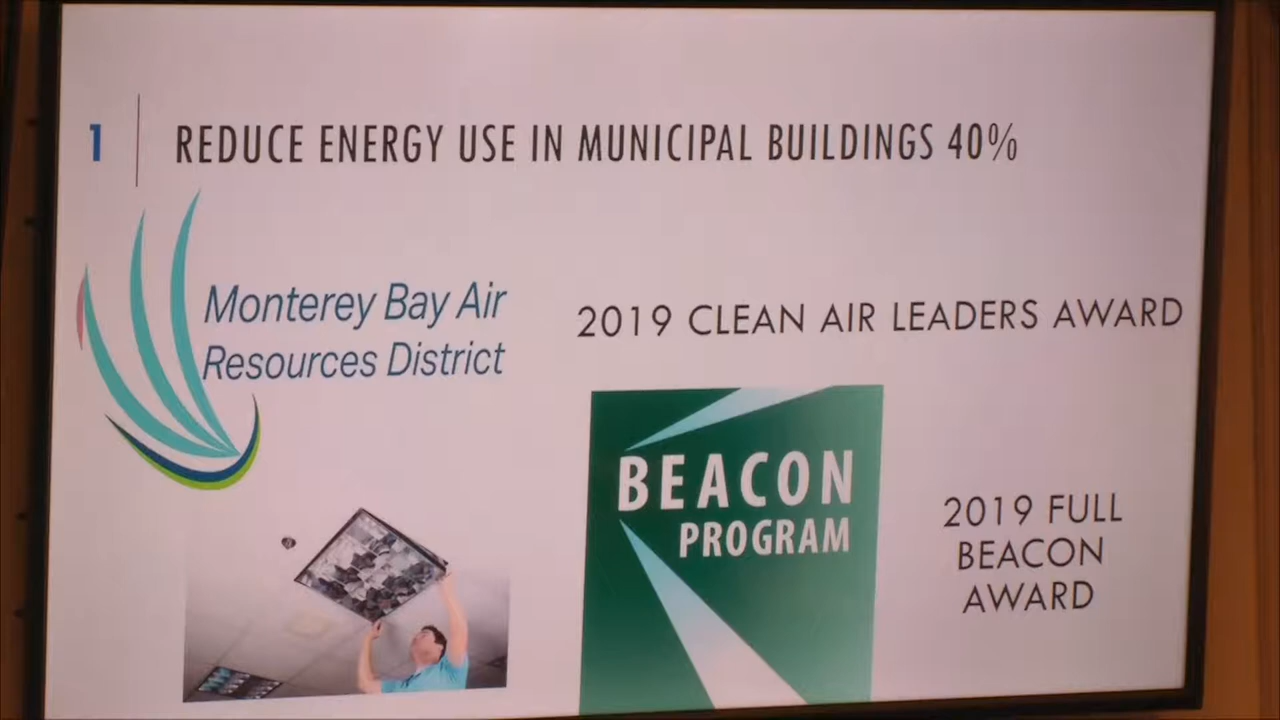 1 REDUCE ENERGY USE IN MUNICIPAL BUILDINGS 40%
Monterey Bay Air
Resources District
2019 CLEAN AIR LEADERS AWARD
BEACON
PROGRAM
2019 FULL
BEACON
AWARD